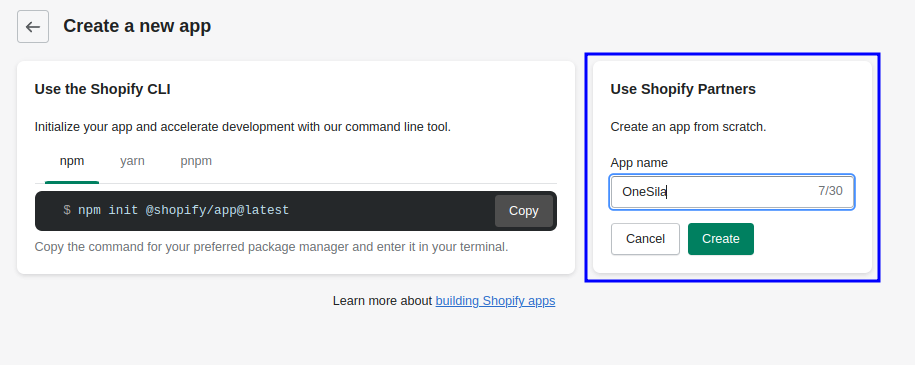 Create a new app
Use the Shopify CLI
Initialize your app and accelerate development with our command line tool.
npm yarn pnpm
$ npm init @shopify/app@latest
Copy
Copy the command for your preferred package manager and enter it in your terminal.
Use Shopify Partners
Create an app from scratch.
App name
OneSila 7/30
Cancel Create
Learn more about building Shopify apps